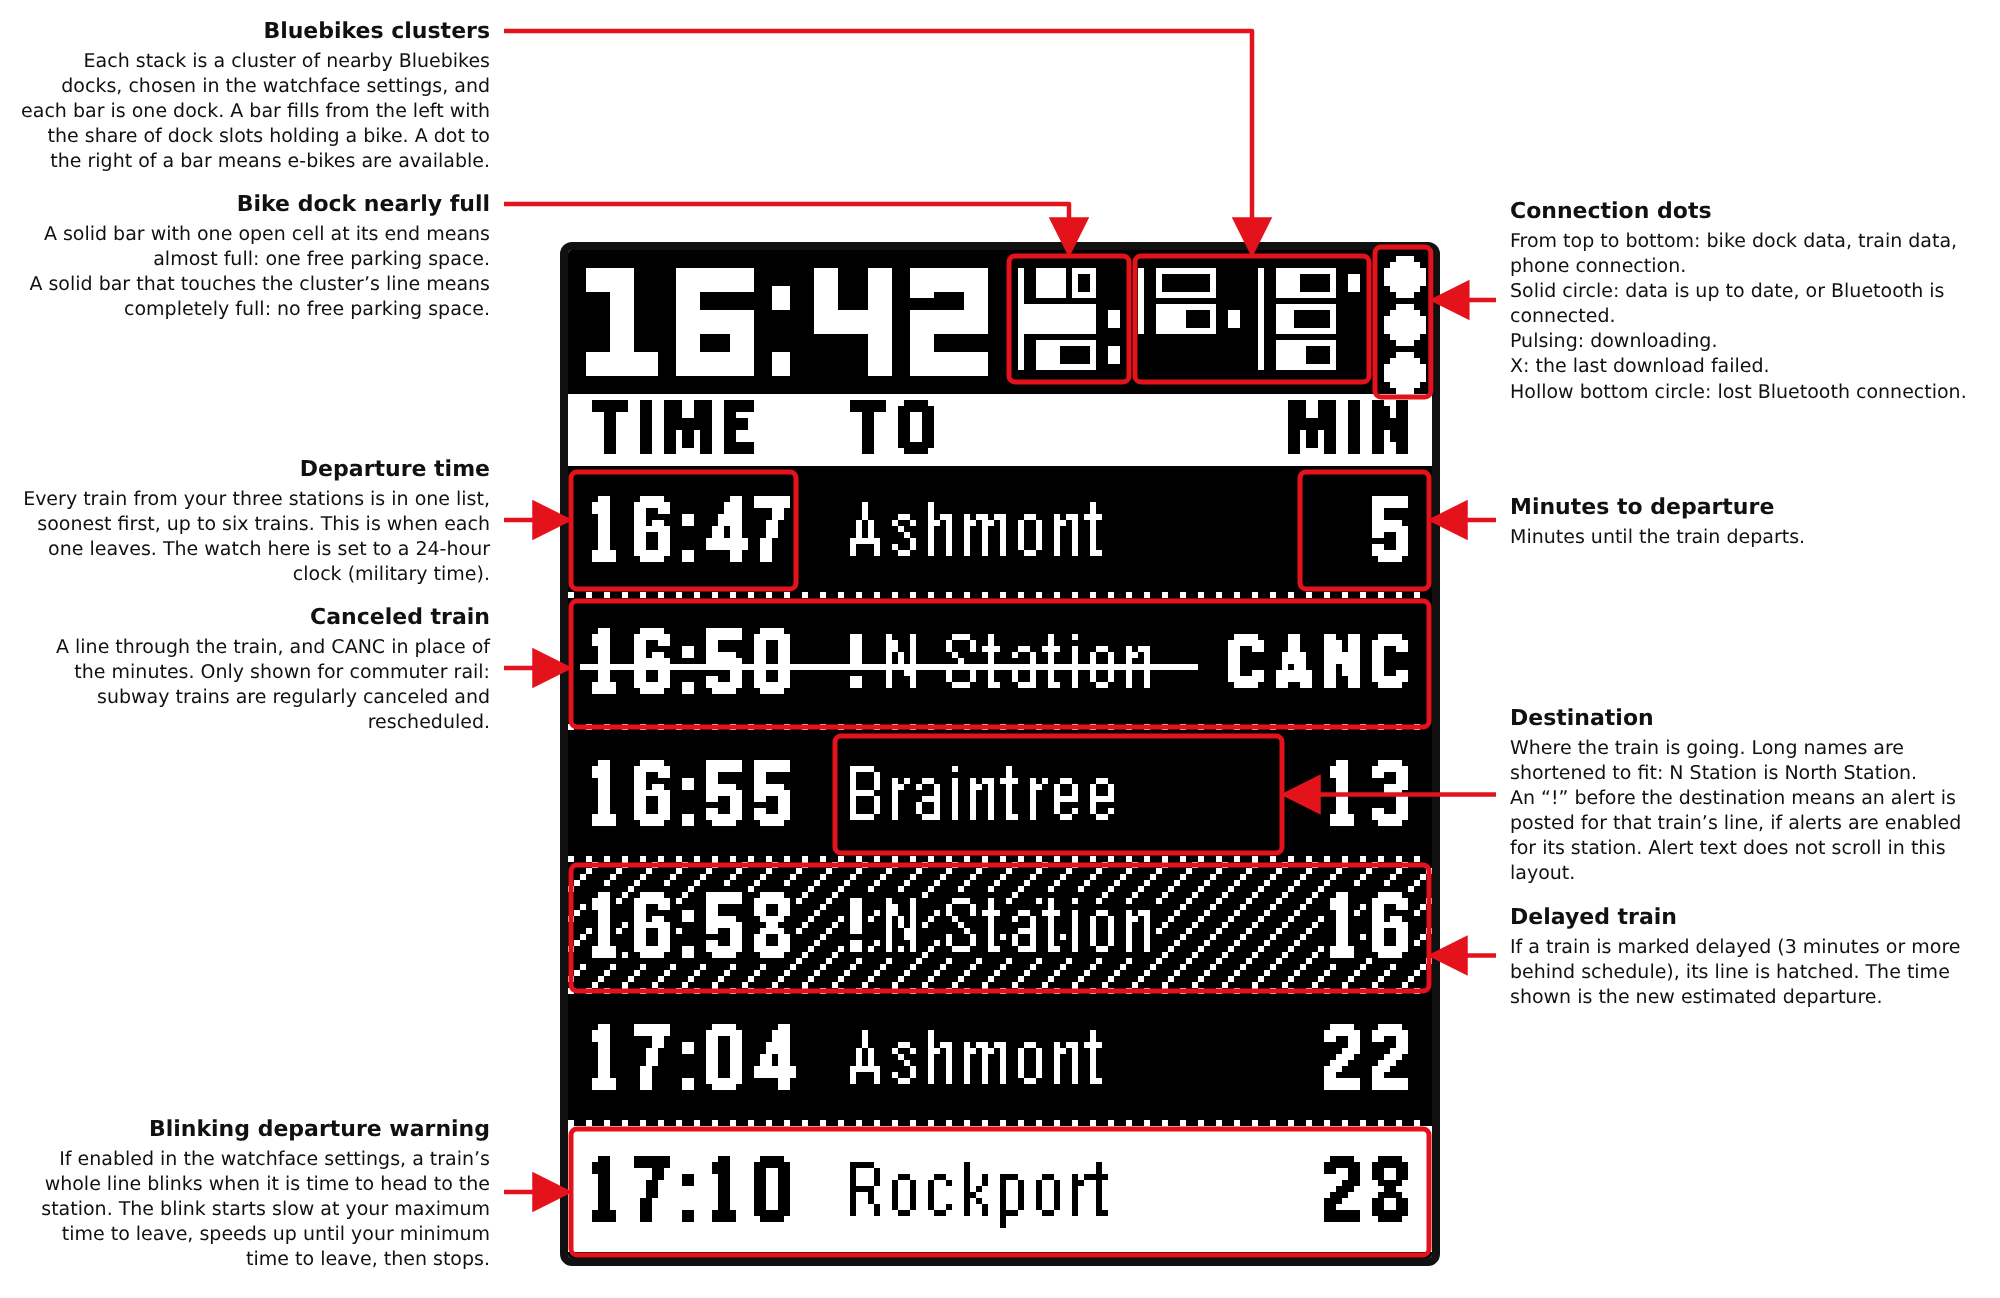 Bluebikes clusters
Each stack is a cluster of nearby Bluebikes
docks, chosen in the watchface settings, and
each bar is one dock. A bar fills from the left with
the share of dock slots holding a bike. A dot to
the right of a bar means e-bikes are available.
Bike dock nearly full
A solid bar with one open cell at its end means
almost full: one free parking space.
A solid bar that touches the cluster’s line means
completely full: no free parking space.
Departure time
Every train from your three stations is in one list,
soonest first, up to six trains. This is when each
one leaves. The watch here is set to a 24-hour
clock (military time).
Canceled train
A line through the train, and CANC in place of
the minutes. Only shown for commuter rail:
subway trains are regularly canceled and
rescheduled.
Blinking departure warning
If enabled in the watchface settings, a train’s
whole line blinks when it is time to head to the
station. The blink starts slow at your maximum
time to leave, speeds up until your minimum
time to leave, then stops.
16:42
TIME TO MIN
16:47 Ashmont 5
16:50 !N Station CANC
16:55 Braintree 13
16:58 !N Station 16
17:04 Ashmont 22
17:10 Rockport 28
Connection dots
From top to bottom: bike dock data, train data,
phone connection.
Solid circle: data is up to date, or Bluetooth is
connected.
Pulsing: downloading.
X: the last download failed.
Hollow bottom circle: lost Bluetooth connection.
Minutes to departure
Minutes until the train departs.
Destination
Where the train is going. Long names are
shortened to fit: N Station is North Station.
An “!” before the destination means an alert is
posted for that train’s line, if alerts are enabled
for its station. Alert text does not scroll in this
layout.
Delayed train
If a train is marked delayed (3 minutes or more
behind schedule), its line is hatched. The time
shown is the new estimated departure.